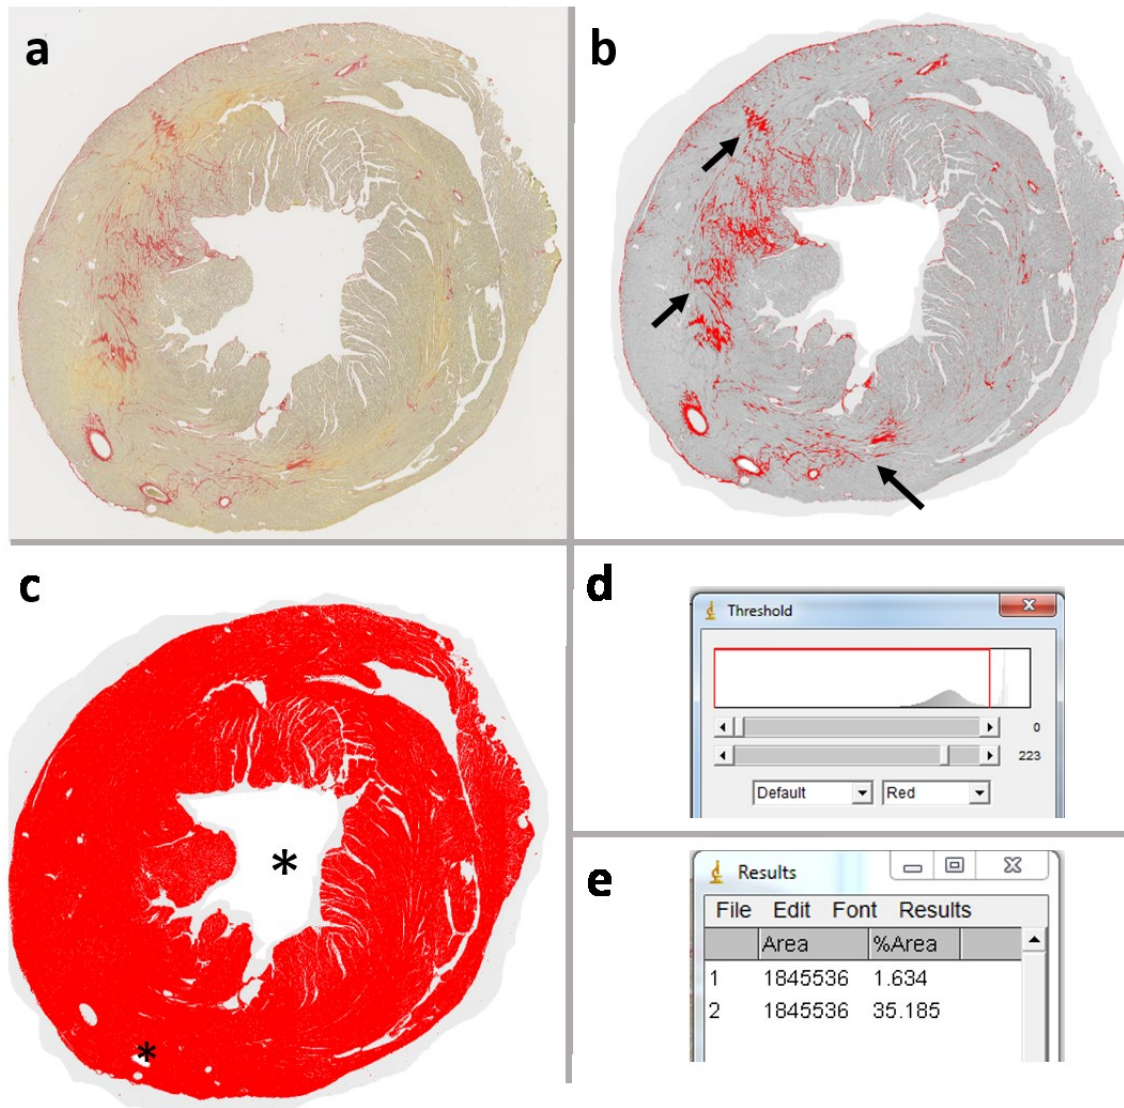 a
b
c
*
*
d
Threshold
0
223
Default Red
e
Results
File Edit Font Results
Area %Area
1 1845536 1.634
2 1845536 35.185